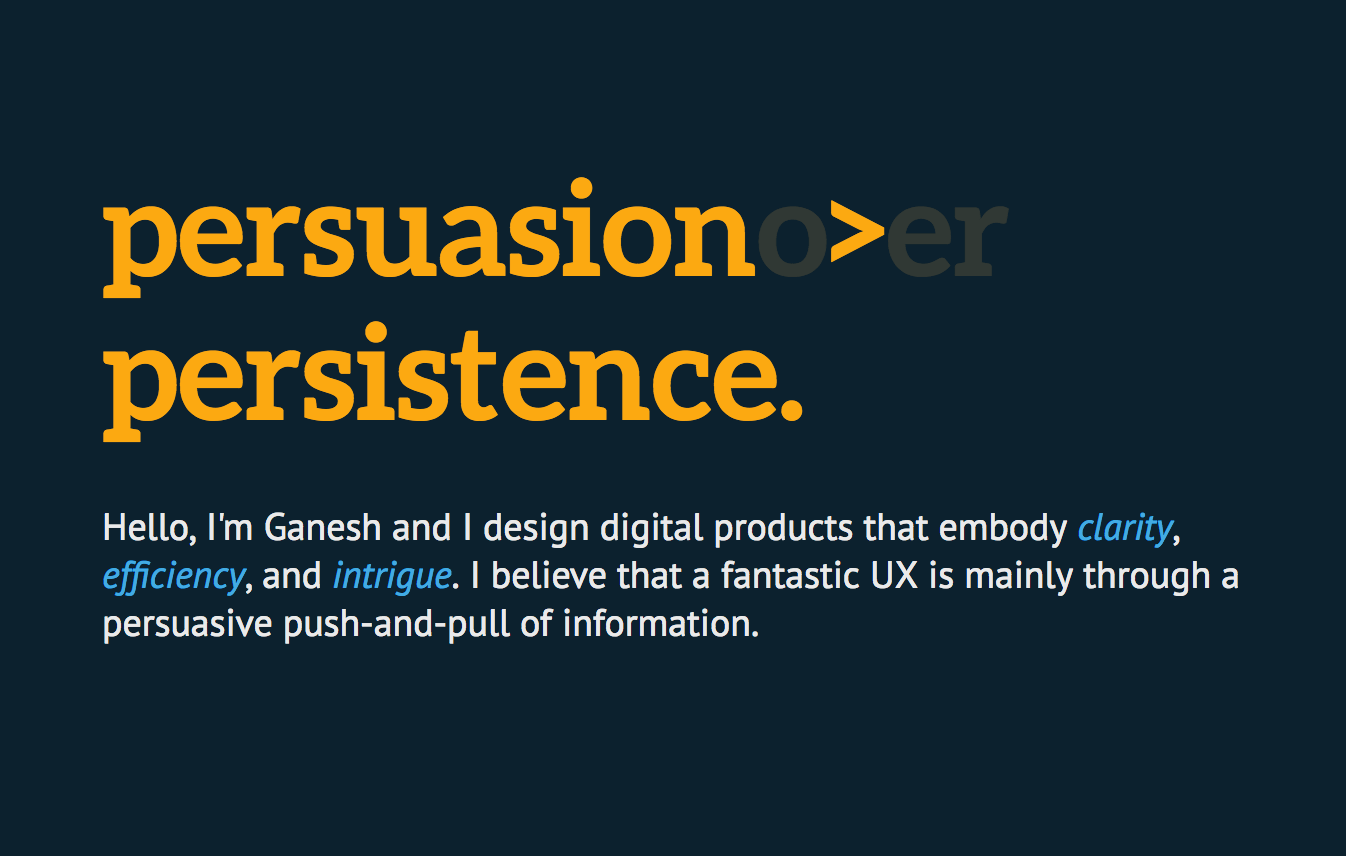 persuasiono>er
persistence.
Hello, I'm Ganesh and I design digital products that embody clarity,
efficiency, and intrigue. I believe that a fantastic UX is mainly through a
persuasive push-and-pull of information.